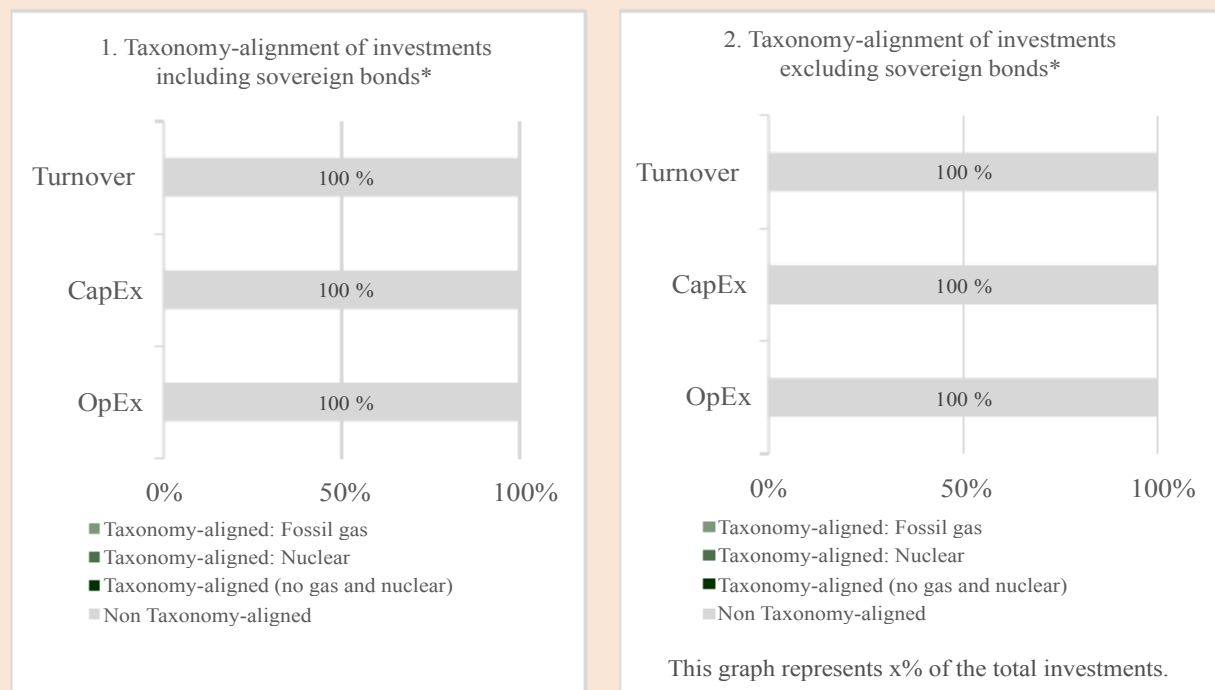 1. Taxonomy-alignment of investments
including sovereign bonds*
Turnover
100 %
CapEx
100 %
OpEx
100 %
0%
50%
100%
Taxonomy-aligned: Fossil gas
Taxonomy-aligned: Nuclear
Taxonomy-aligned (no gas and nuclear)
Non Taxonomy-aligned
2. Taxonomy-alignment of investments
excluding sovereign bonds*
Turnover
100 %
CapEx
100 %
OpEx
100 %
0%
50%
100%
Taxonomy-aligned: Fossil gas
Taxonomy-aligned: Nuclear
Taxonomy-aligned (no gas and nuclear)
Non Taxonomy-aligned
This graph represents x% of the total investments.